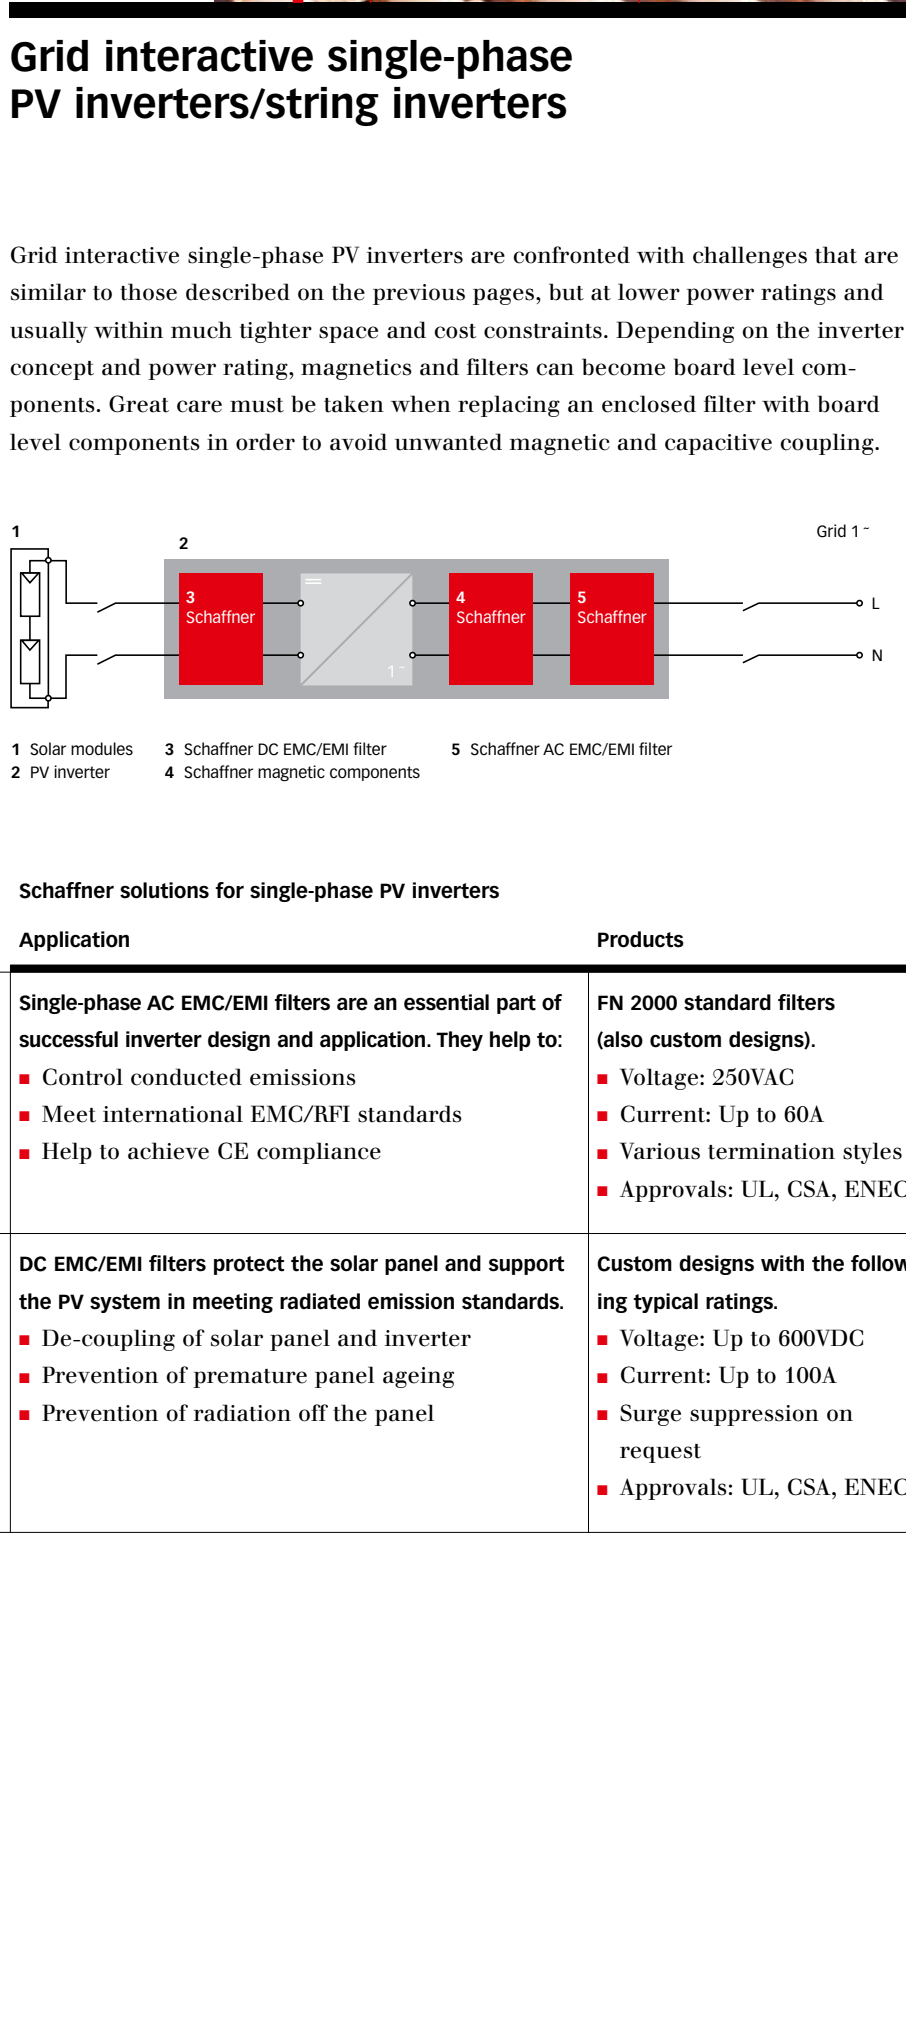 Grid interactive single-phase
PV inverters/string inverters
Grid interactive single-phase PV inverters are confronted with challenges that are
similar to those described on the previous pages, but at lower power ratings and
usually within much tighter space and cost constraints. Depending on the inverter
concept and power rating, magnetics and filters can become board level com-
ponents. Great care must be taken when replacing an enclosed filter with board
level components in order to avoid unwanted magnetic and capacitive coupling.
1
2
Grid 1 ~
3
Schaffner
4
Schaffner
5
Schaffner
L
N
1 ~
1 Solar modules
2 PV inverter
3 Schaffner DC EMC/EMI filter
4 Schaffner magnetic components
5 Schaffner AC EMC/EMI filter
Schaffner solutions for single-phase PV inverters
Application
Products
Single-phase AC EMC/EMI filters are an essential part of
successful inverter design and application. They help to:
■ Control conducted emissions
■ Meet international EMC/RFI standards
■ Help to achieve CE compliance
FN 2000 standard filters
(also custom designs).
■ Voltage: 250VAC
■ Current: Up to 60A
■ Various termination styles
■ Approvals: UL, CSA, ENEC
DC EMC/EMI filters protect the solar panel and support
the PV system in meeting radiated emission standards.
■ De-coupling of solar panel and inverter
■ Prevention of premature panel ageing
■ Prevention of radiation off the panel
Custom designs with the follow
ing typical ratings.
■ Voltage: Up to 600VDC
■ Current: Up to 100A
■ Surge suppression on
request
■ Approvals: UL, CSA, ENEC